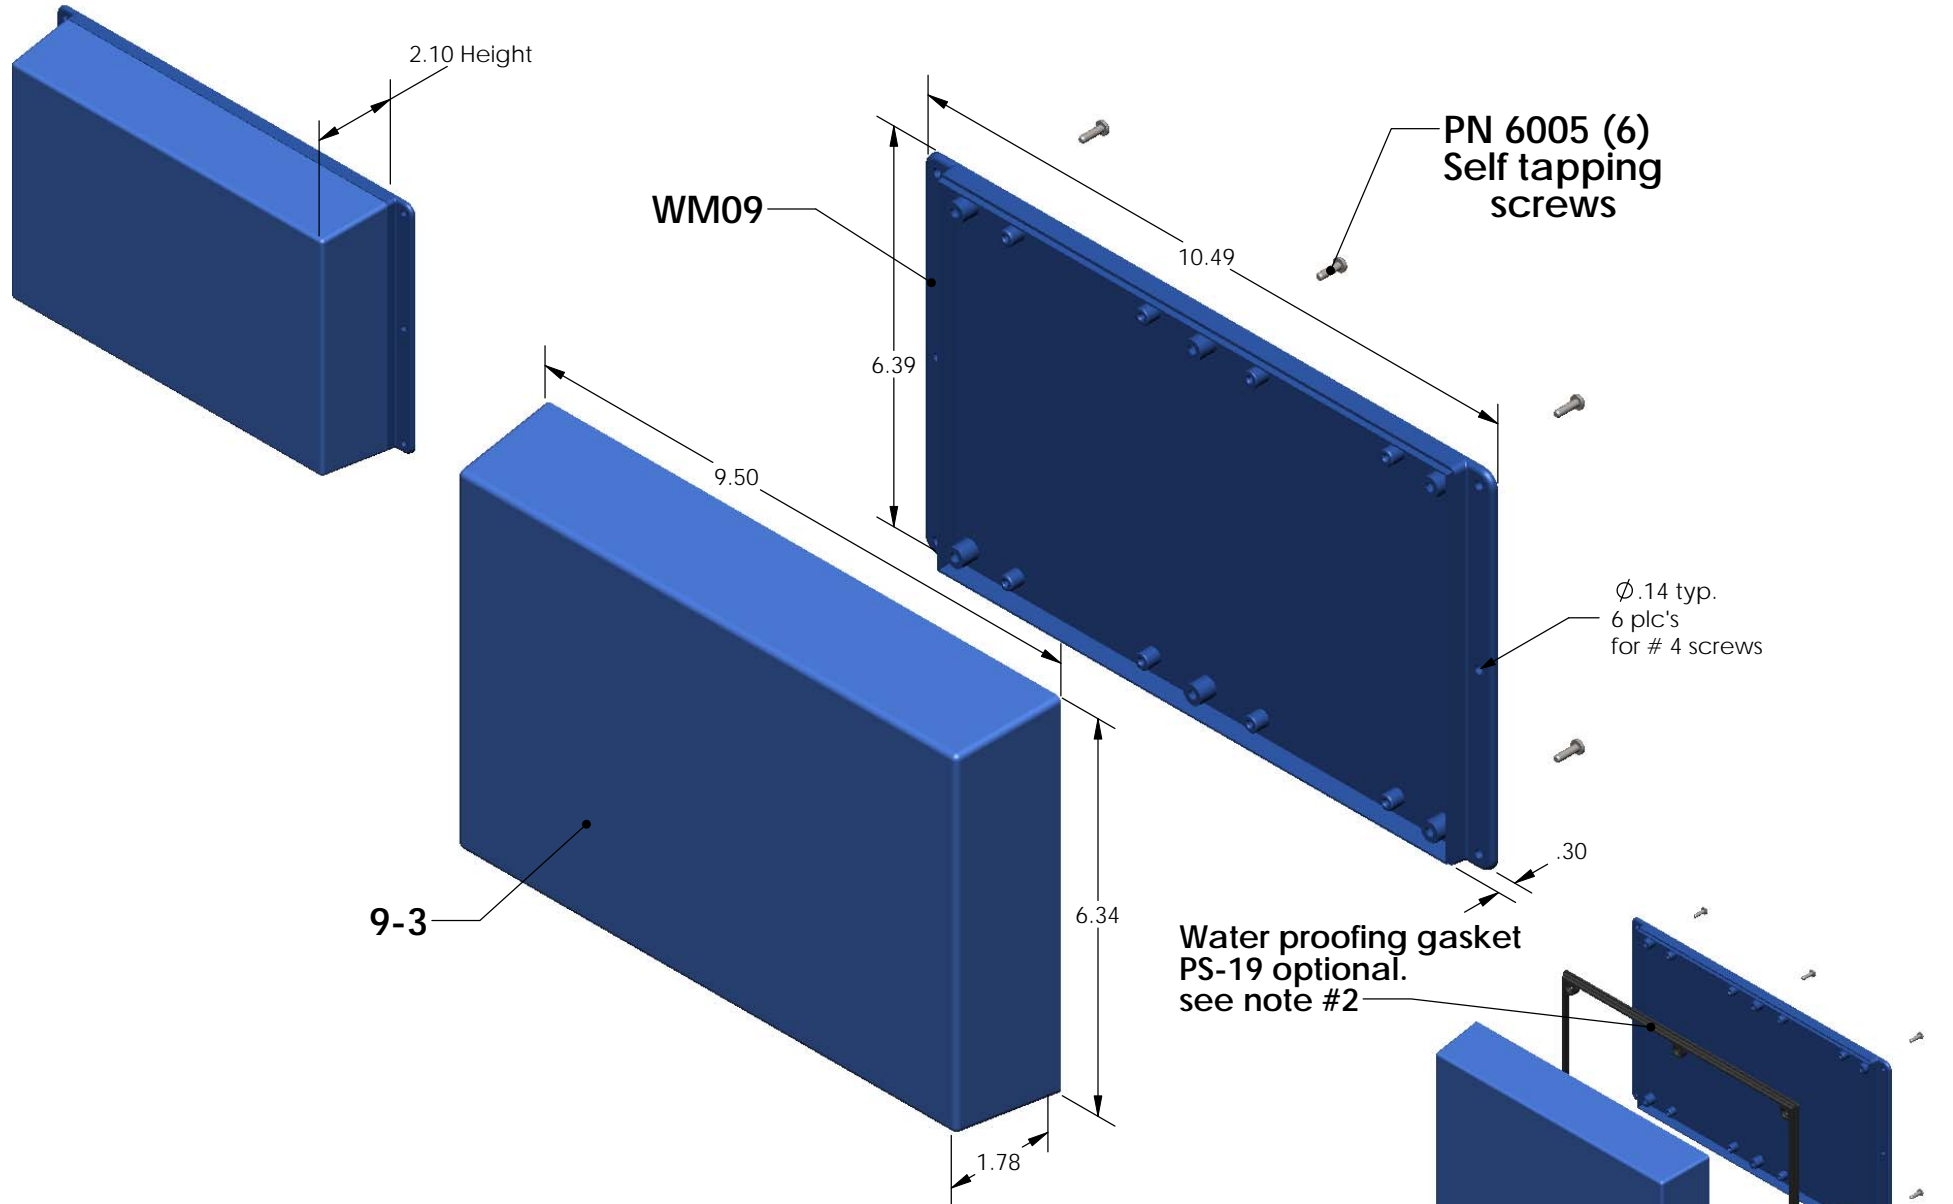 2.10 Height
PN 6005 (6)
Self tapping
screws
WM09
10.49
6.39
9.50
Ø.14 typ.
6 plc's
for # 4 screws
.30
9-3
6.34
Water proofing gasket
PS-19 optional.
see note #2
1.78